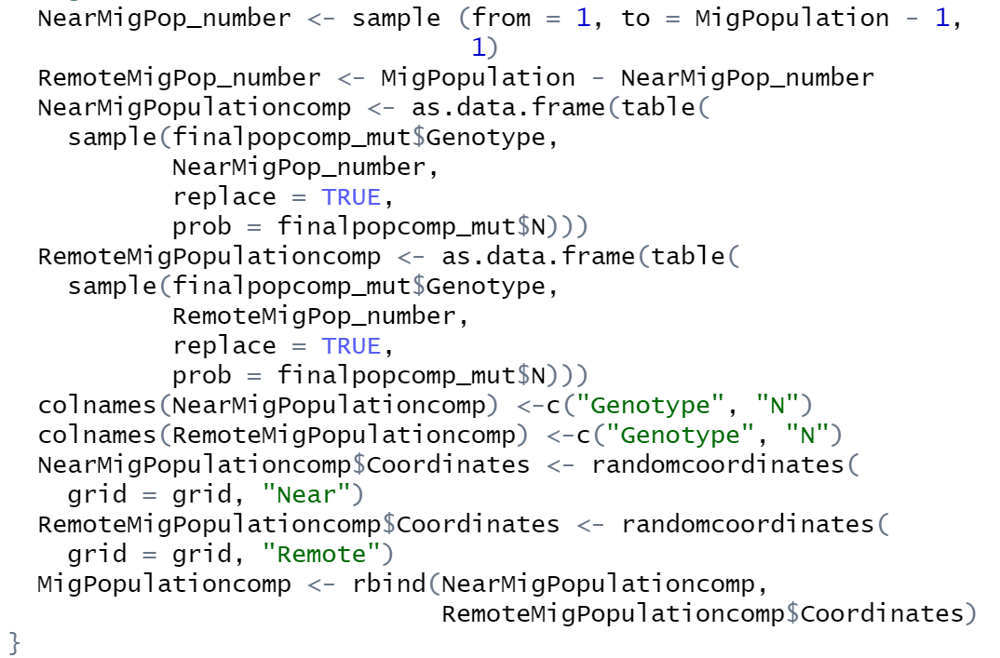 NearMigPop_number <- sample (from = 1, to = MigPopulation - 1,
1)
RemoteMigPop_number <- MigPopulation - NearMigPop_number
NearMigPopulationcomp <- as.data.frame(table(
sample(finalpopcomp_mut$Genotype,
NearMigPop_number,
replace = TRUE,
prob = finalpopcomp_mut$N)))
RemoteMigPopulationcomp <- as.data.frame(table(
sample(finalpopcomp_mut$Genotype,
RemoteMigPop_number,
replace = TRUE,
prob = finalpopcomp_mut$N)))
colnames(NearMigPopulationcomp) <-c("Genotype", "N")
colnames(RemoteMigPopulationcomp) <-c("Genotype", "N")
NearMigPopulationcomp$Coordinates <- randomcoordinates(
grid = grid, "Near")
RemoteMigPopulationcomp$Coordinates <- randomcoordinates(
grid = grid, "Remote")
MigPopulationcomp <- rbind(NearMigPopulationcomp,
RemoteMigPopulationcomp$Coordinates)
}